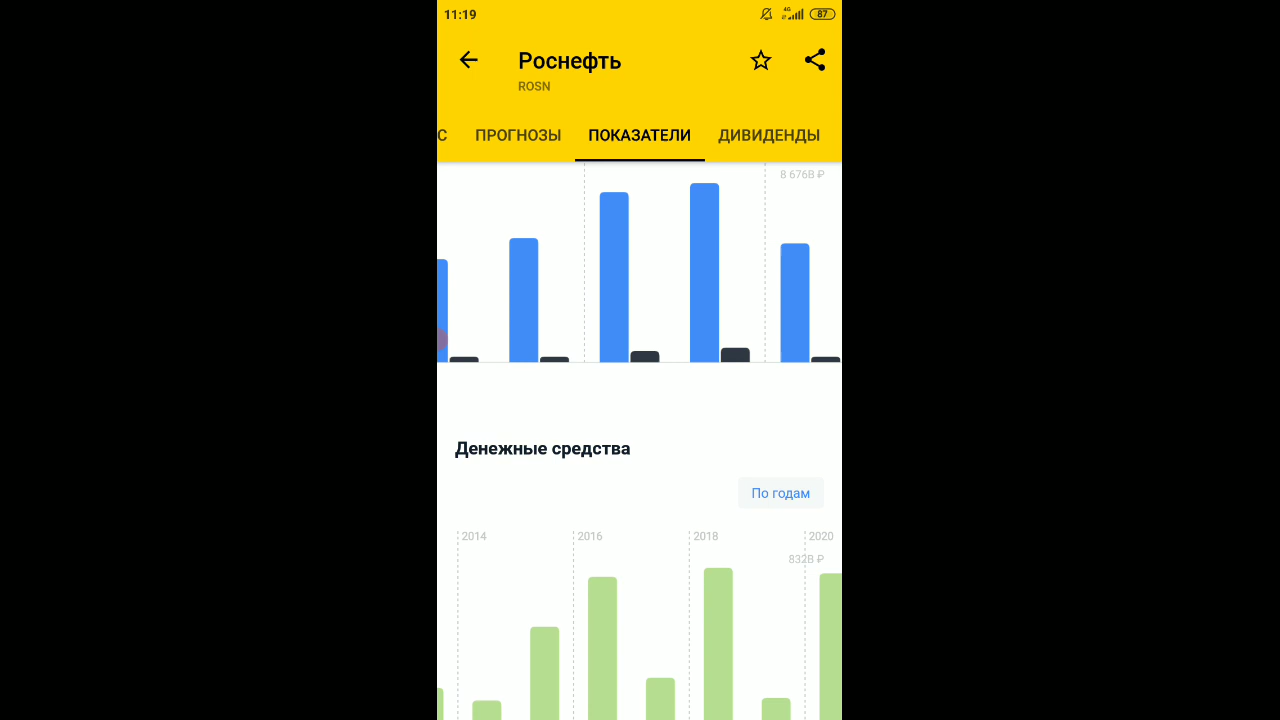 11:19
4G
87
Роснефть
ROSN
С ПРОГНОЗЫ ПОКАЗАТЕЛИ ДИВИДЕНДЫ
8 676B ₽
Денежные средства
По годам
2014 2016 2018 2020
832B ₽